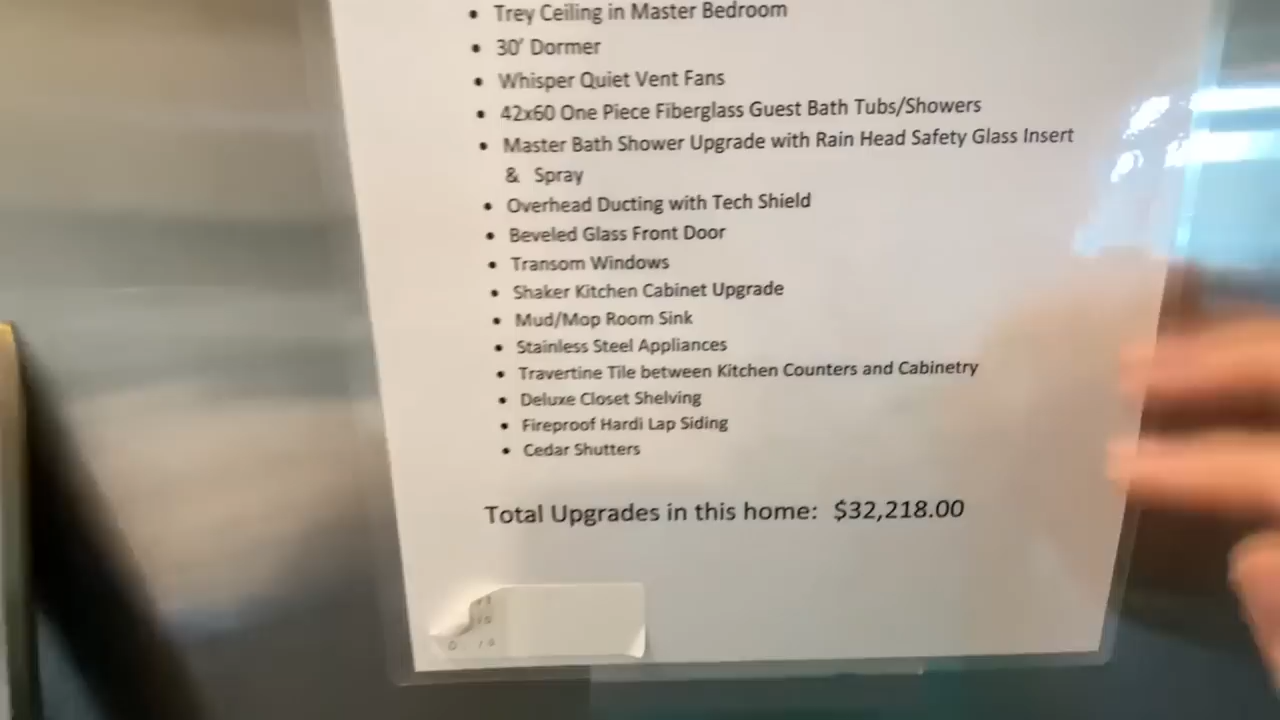 • Trey Ceiling in Master Bedroom
• 30' Dormer
• Whisper Quiet Vent Fans
• 42x60 One Piece Fiberglass Guest Bath Tubs/Showers
• Master Bath Shower Upgrade with Rain Head Safety Glass Insert
& Spray
• Overhead Ducting with Tech Shield
• Beveled Glass Front Door
• Transom Windows
• Shaker Kitchen Cabinet Upgrade
• Mud/Mop Room Sink
• Stainless Steel Appliances
• Travertine Tile between Kitchen Counters and Cabinetry
• Deluxe Closet Shelving
• Fireproof Hardi Lap Siding
• Cedar Shutters
Total Upgrades in this home: $32,218.00